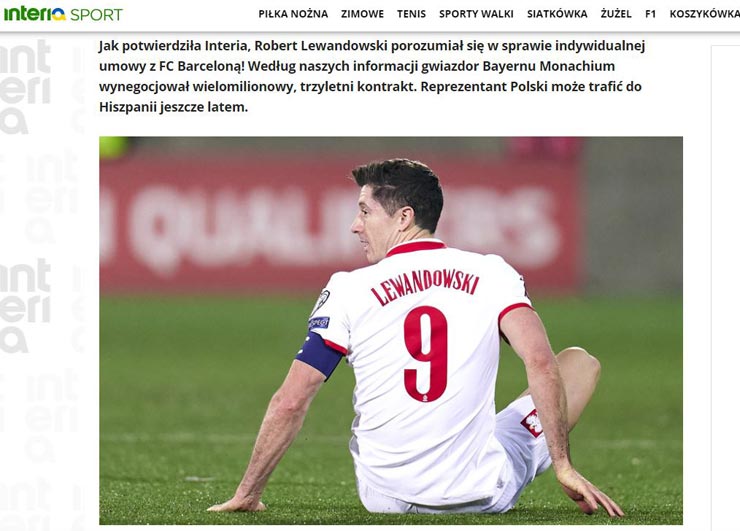 interia SPORT
PIŁKA NOŻNA ZIMOWE TENIS SPORTY WALKI SIATKÓWKA ŻUŻEL F1 KOSZYKÓWKA
Jak potwierdziła Interia, Robert Lewandowski porozumiał się w sprawie indywidualnej
umowy z FC Barceloną! Według naszych informacji gwiazdor Bayernu Monachium
wynegocjował wielomilionowy, trzyletni kontrakt. Reprezentant Polski może trafić do
Hiszpanii jeszcze latem.
QUALIFIERS
LEWANDOWSKI
9